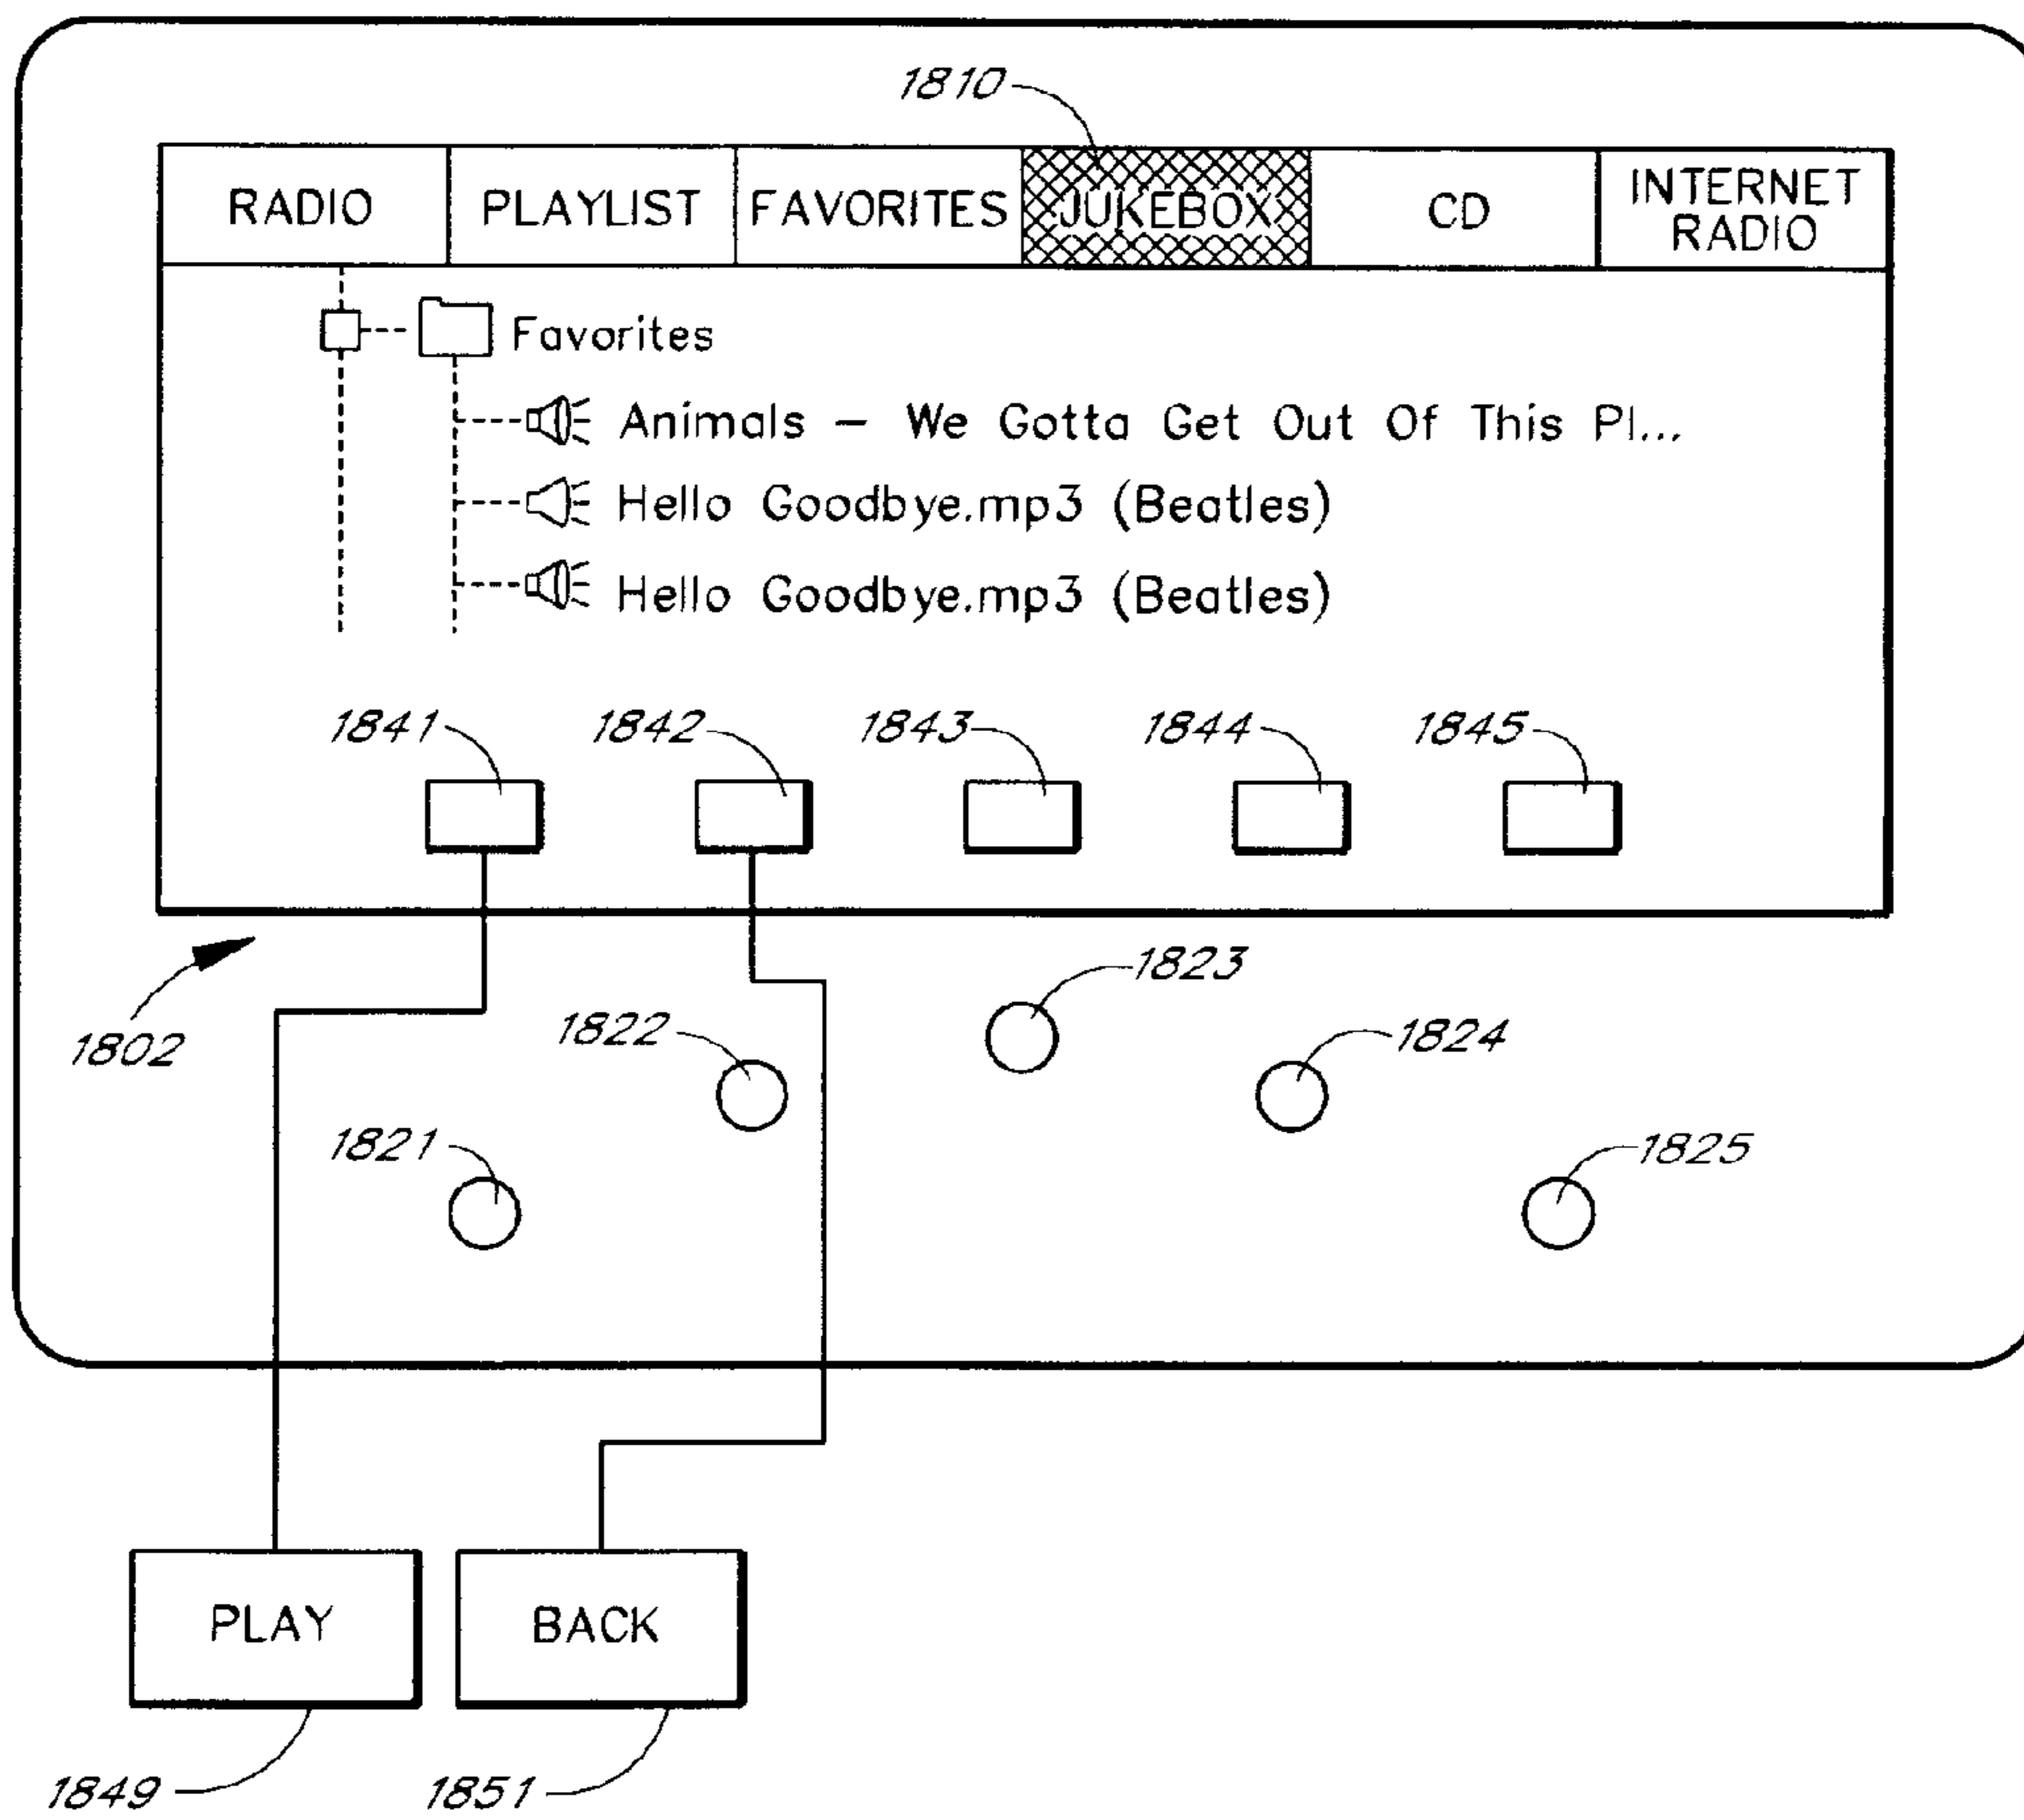 1810
RADIO PLAYLIST FAVORITES JUKEBOX CD INTERNET RADIO
Favorites
Animals – We Gotta Get Out Of This Pl...
Hello Goodbye.mp3 (Beatles)
Hello Goodbye.mp3 (Beatles)
1841 1842 1843 1844 1845
1823
1802 1822 1824
1821 1825
PLAY BACK
1849 1851